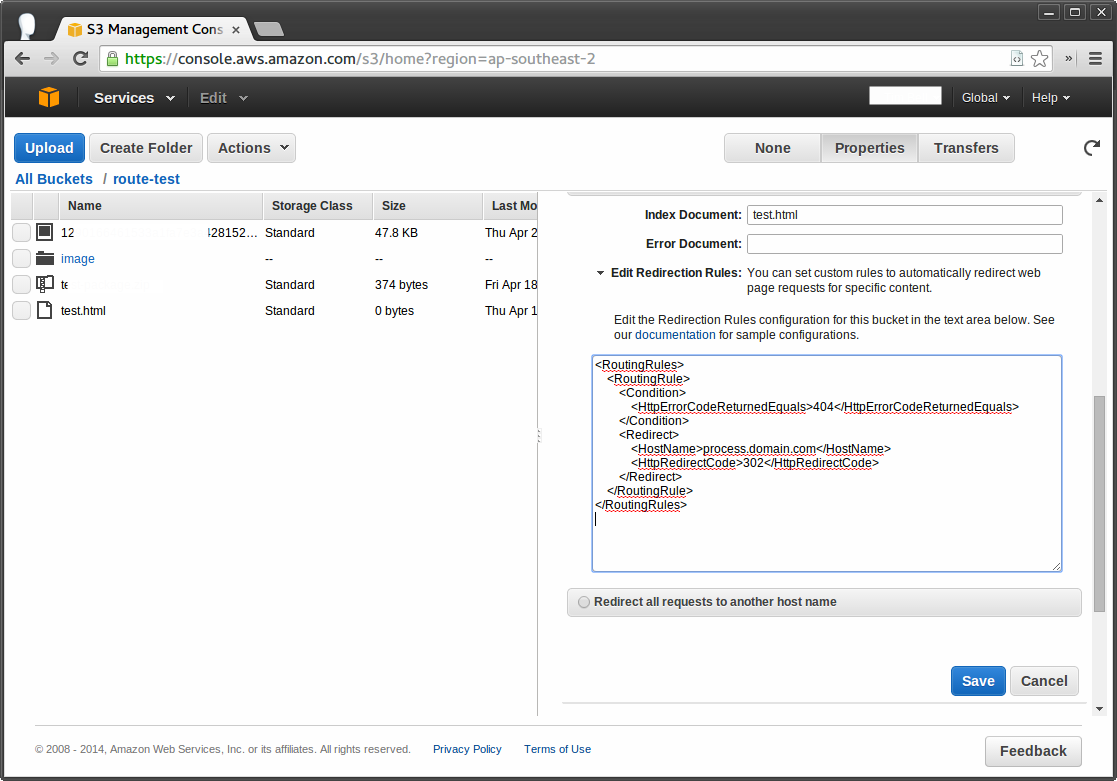 S3 Management Cons
https://console.aws.amazon.com/s3/home?region=ap-southeast-2
Services Edit Global Help
Upload Create Folder Actions None Properties Transfers
All Buckets / route-test
Name Storage Class Size Last Mo
12 428152... Standard 47.8 KB Thu Apr 2
image -- -- --
te Standard 374 bytes Fri Apr 18
test.html Standard 0 bytes Thu Apr 1
Index Document: test.html
Error Document:
Edit Redirection Rules: You can set custom rules to automatically redirect web
page requests for specific content.
Edit the Redirection Rules configuration for this bucket in the text area below. See
our documentation for sample configurations.
<RoutingRules>
<RoutingRule>
<Condition>
<HttpErrorCodeReturnedEquals>404</HttpErrorCodeReturnedEquals>
</Condition>
<Redirect>
<HostName>process.domain.com</HostName>
<HttpRedirectCode>302</HttpRedirectCode>
</Redirect>
</RoutingRule>
</RoutingRules>
Redirect all requests to another host name
Save Cancel
© 2008 - 2014, Amazon Web Services, Inc. or its affiliates. All rights reserved. Privacy Policy Terms of Use
Feedback